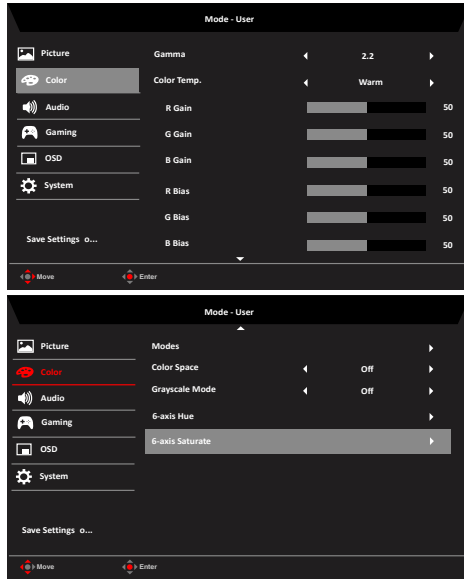 Mode - User
Picture
Gamma 2.2
Color
Color Temp. Warm
Audio
R Gain 50
Gaming
G Gain 50
OSD
B Gain 50
System
R Bias 50
G Bias 50
Save Settings o...
B Bias 50
Move Enter
Mode - User
Picture
Modes
Color
Color Space Off
Audio
Grayscale Mode Off
Gaming
6-axis Hue
OSD
6-axis Saturate
System
Save Settings o...
Move Enter